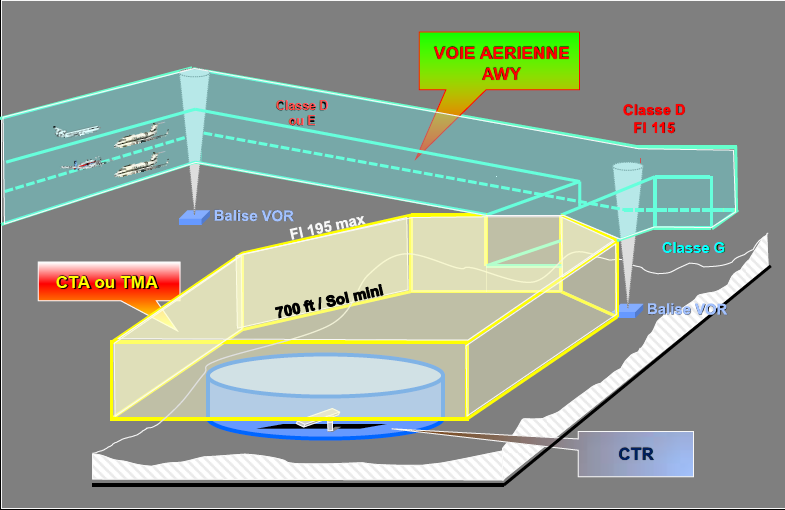 VOIE AERIENNE
AWY
Classe D
ou E
Classe D
Fl 115
Balise VOR
Fl 195 max
Classe G
CTA ou TMA
700 ft / Sol mini
Balise VOR
CTR